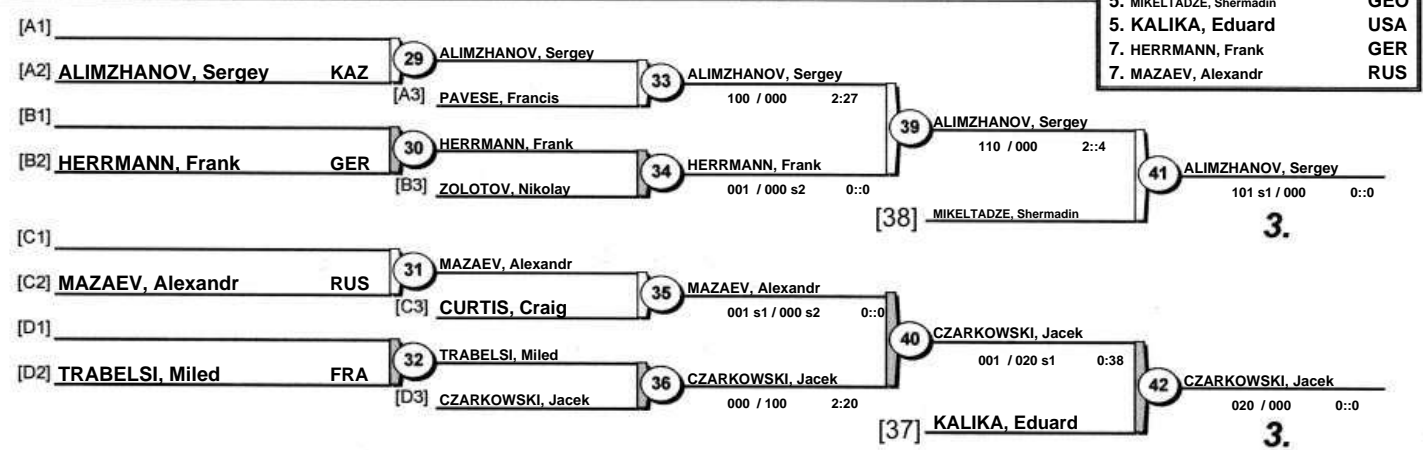 5. MIKELTADZE, Shermadin GEO
5. KALIKA, Eduard USA
7. HERRMANN, Frank GER
7. MAZAEV, Alexandr RUS
[A1]
[A2] ALIMZHANOV, Sergey KAZ
29
ALIMZHANOV, Sergey
[A3] PAVESE, Francis
33
ALIMZHANOV, Sergey
100 / 000 2:27
[B1]
[B2] HERRMANN, Frank GER
30
HERRMANN, Frank
[B3] ZOLOTOV, Nikolay
34
HERRMANN, Frank
001 / 000 s2 0::0
39
ALIMZHANOV, Sergey
110 / 000 2::4
[38] MIKELTADZE, Shermadin
41
ALIMZHANOV, Sergey
101 s1 / 000 0::0
3.
[C1]
[C2] MAZAEV, Alexandr RUS
31
MAZAEV, Alexandr
[C3] CURTIS, Craig
35
MAZAEV, Alexandr
001 s1 / 000 s2 0::0
[D1]
[D2] TRABELSI, Miled FRA
32
TRABELSI, Miled
[D3] CZARKOWSKI, Jacek
36
CZARKOWSKI, Jacek
000 / 100 2:20
40
CZARKOWSKI, Jacek
001 / 020 s1 0:38
[37] KALIKA, Eduard
42
CZARKOWSKI, Jacek
020 / 000 0::0
3.